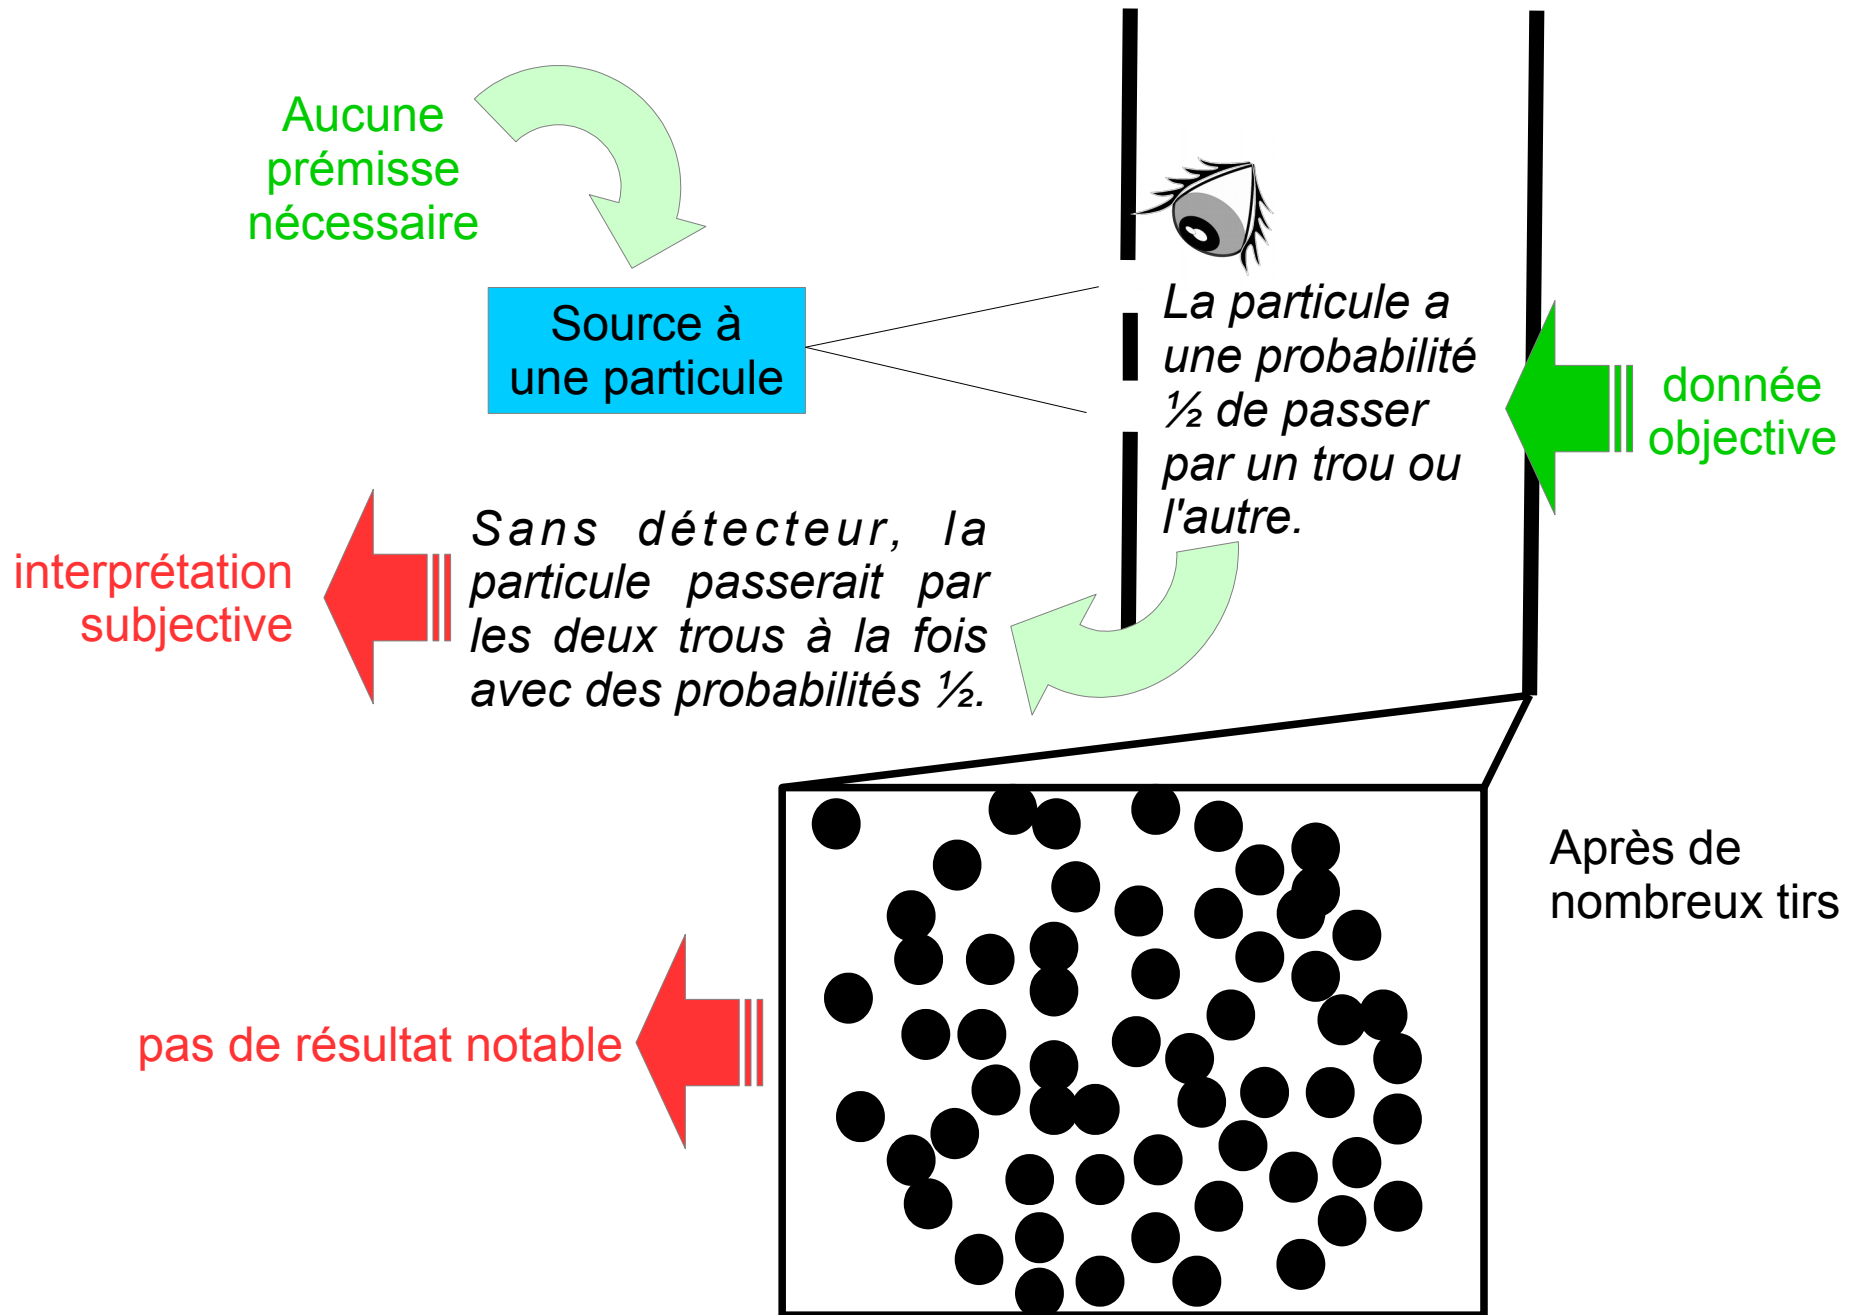 Aucune
prémisse
nécessaire
Source à
une particule
La particule a
une probabilité
½ de passer
par un trou ou
l'autre.
donnée
objective
Sans détecteur, la
particule passerait par
les deux trous à la fois
avec des probabilités ½.
interprétation
subjective
Après de
nombreux tirs
pas de résultat notable